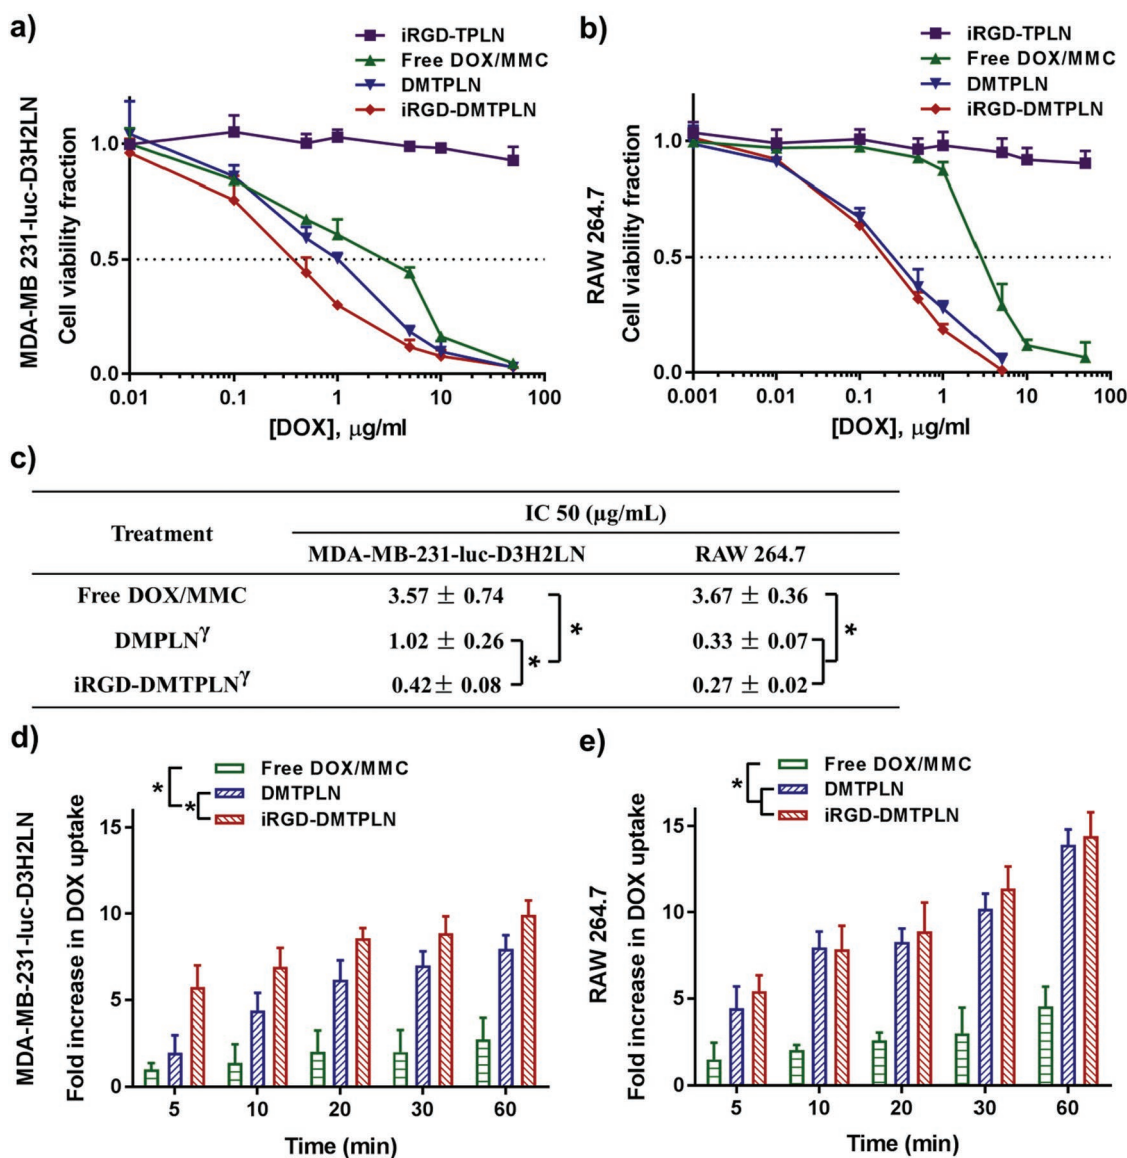 a)
iRGD-TPLN
Free DOX/MMC
DMTPLN
iRGD-DMTPLN
MDA-MB 231-luc-D3H2LN
Cell viability fraction
1.0
0.5
0.0
0.01 0.1 1 10 100
[DOX], μg/ml
b)
iRGD-TPLN
Free DOX/MMC
DMTPLN
iRGD-DMTPLN
RAW 264.7
Cell viability fraction
1.0
0.5
0.0
0.001 0.01 0.1 1 10 100
[DOX], μg/ml
c)
Treatment IC 50 (μg/mL)
MDA-MB-231-luc-D3H2LN RAW 264.7
Free DOX/MMC 3.57 ± 0.74 3.67 ± 0.36
DMPLNγ 1.02 ± 0.26 0.33 ± 0.07
iRGD-DMTPLNγ 0.42 ± 0.08 0.27 ± 0.02
* * *
d)
Free DOX/MMC
DMTPLN
iRGD-DMTPLN
* *
MDA-MB-231-luc-D3H2LN
Fold increase in DOX uptake
15
10
5
0
5 10 20 30 60
Time (min)
e)
Free DOX/MMC
DMTPLN
iRGD-DMTPLN
*
RAW 264.7
Fold increase in DOX uptake
15
10
5
0
5 10 20 30 60
Time (min)